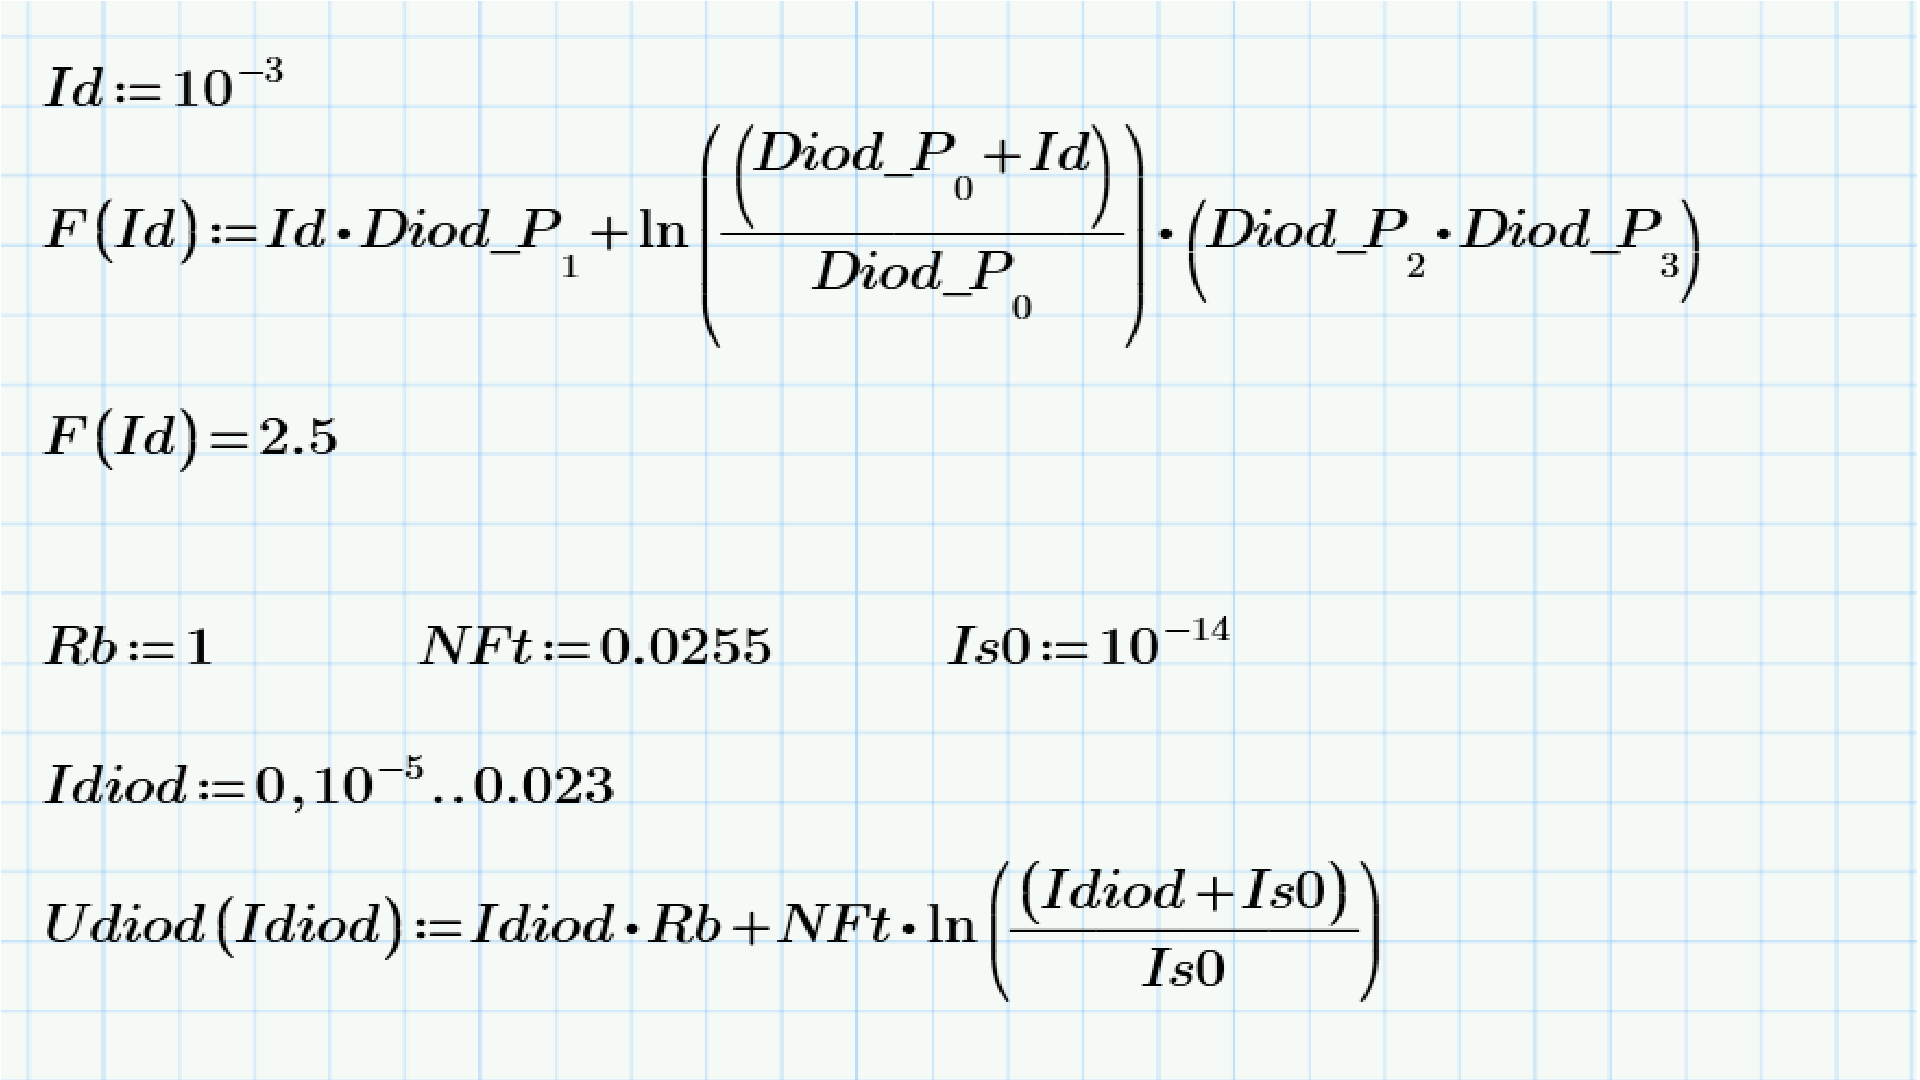 Id := 10^{-3}
F(Id) := Id · Diod_P_1 + ln(((Diod_P_0 + Id))/(Diod_P_0)) · (Diod_P_2 · Diod_P_3)
F(Id) = 2.5
Rb := 1 NFt := 0.0255 Is0 := 10^{-14}
Idiod := 0, 10^{-5} .. 0.023
Udiod(Idiod) := Idiod · Rb + NFt · ln(((Idiod + Is0))/(Is0))